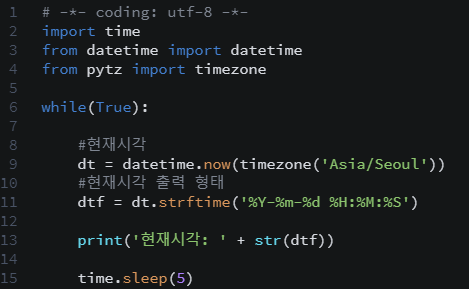 1 # -*- coding: utf-8 -*-
2 import time
3 from datetime import datetime
4 from pytz import timezone
5
6 while(True):
7
8     #현재시각
9     dt = datetime.now(timezone('Asia/Seoul'))
10     #현재시각 출력 형태
11     dtf = dt.strftime('%Y-%m-%d %H:%M:%S')
12
13     print('현재시각: ' + str(dtf))
14
15     time.sleep(5)